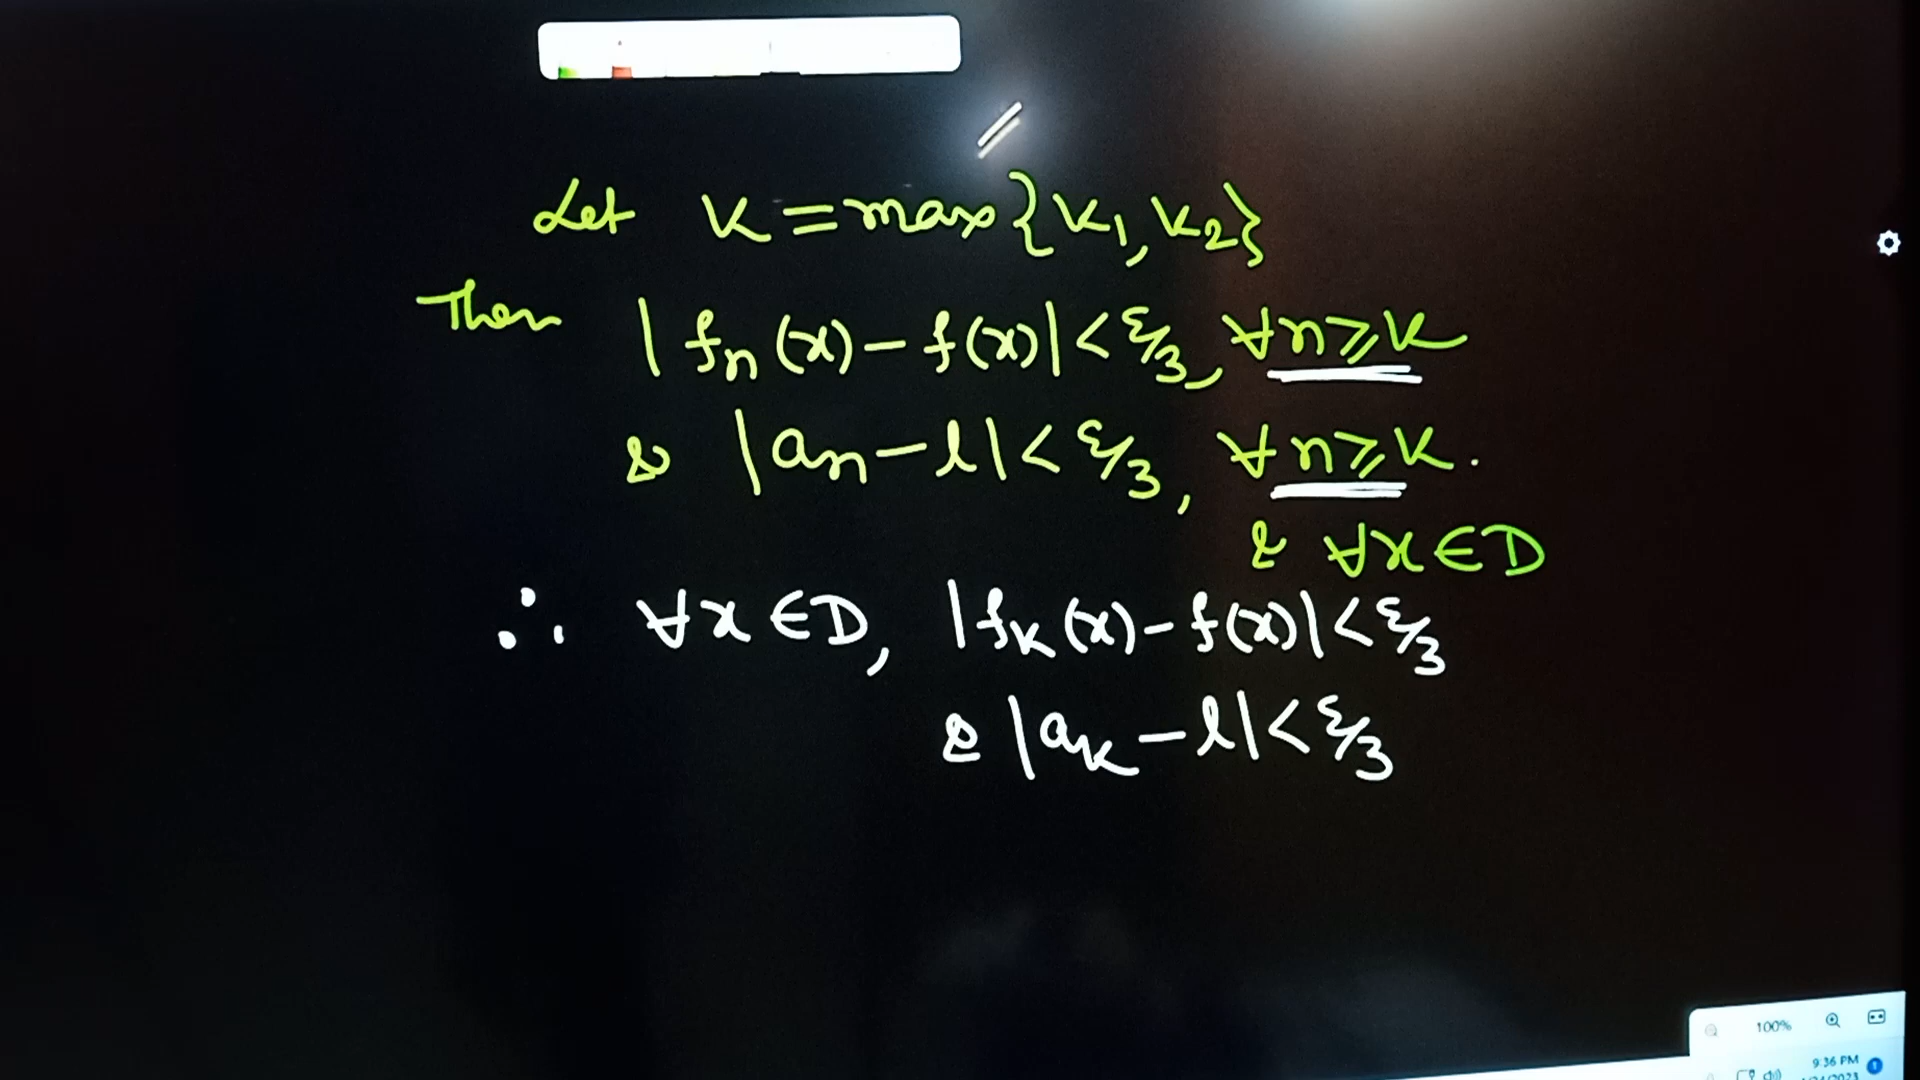 Let K = max{K₁, K₂}
Then |fₙ(x) − f(x)| < ε/3, ∀n ≥ K
& |aₙ − l| < ε/3, ∀n ≥ K.
& ∀x ∈ D
∴ ∀x ∈ D, |f_K(x) − f(x)| < ε/3
& |a_K − l| < ε/3
100%
9:36 PM